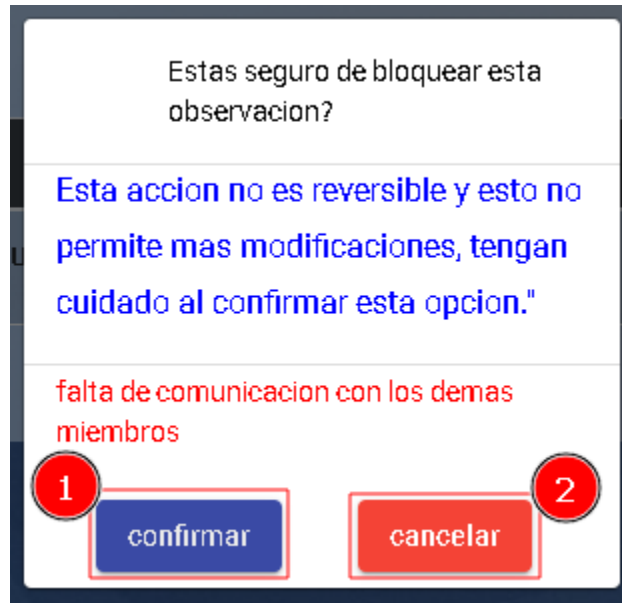 Estas seguro de bloquear esta
observacion?
Esta accion no es reversible y esto no
permite mas modificaciones, tengan
cuidado al confirmar esta opcion."
falta de comunicacion con los demas
miembros
1
2
confirmar
cancelar